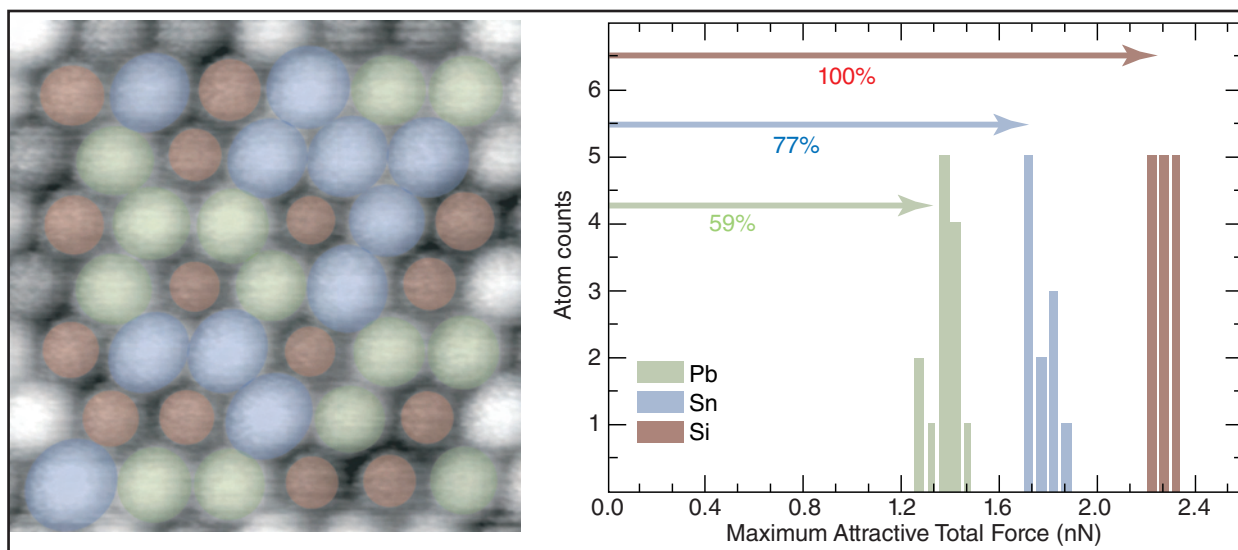 100%
77%
59%
Atom counts
6
5
4
3
2
1
Pb
Sn
Si
0.0 0.4 0.8 1.2 1.6 2.0 2.4
Maximum Attractive Total Force (nN)